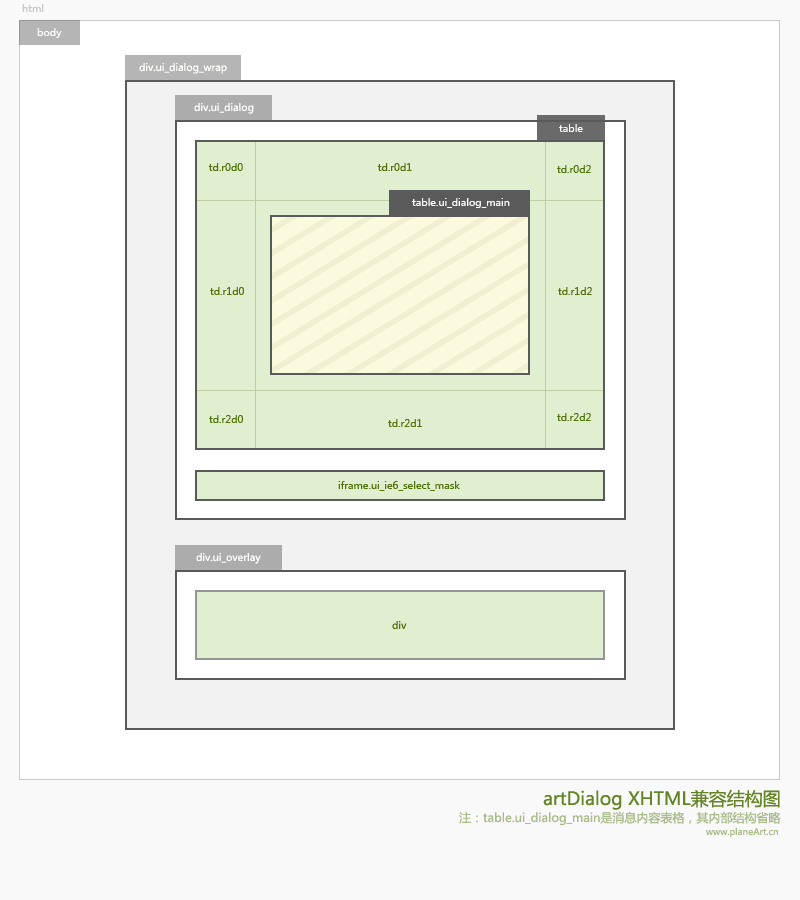 html
body
div.ui_dialog_wrap
div.ui_dialog
table
td.r0d0
td.r0d1
td.r0d2
table.ui_dialog_main
td.r1d0
td.r1d2
td.r2d0
td.r2d1
td.r2d2
iframe.ui_ie6_select_mask
div.ui_overlay
div
artDialog XHTML兼容结构图
注：table.ui_dialog_main是消息内容表格，其内部结构省略
www.planeArt.cn